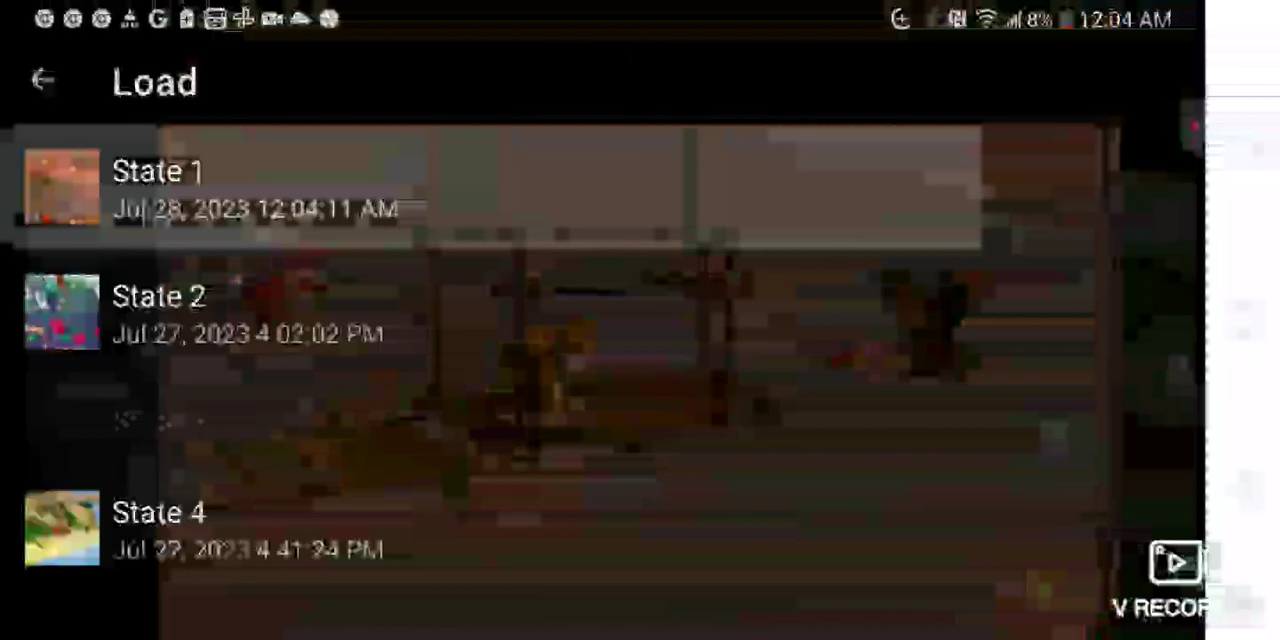 8% 12:04 AM
Load
State 1
Jul 28, 2023 12:04:11 AM
State 2
Jul 27, 2023 4:02:02 PM
State 4
Jul 27, 2023 4:41:24 PM
V RECOR